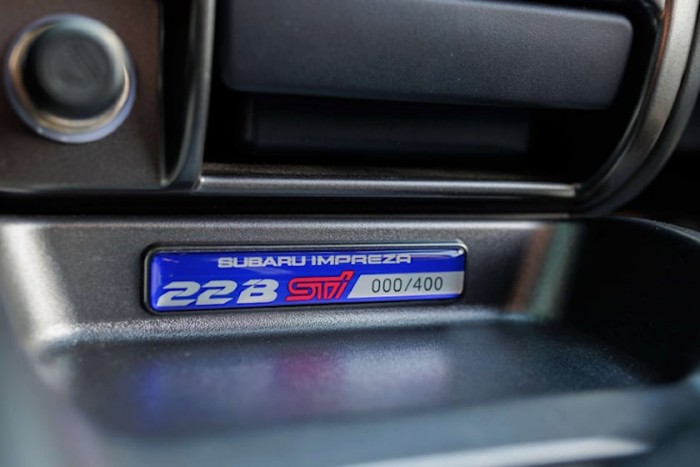 SUBARU IMPREZA
22B STi 000/400